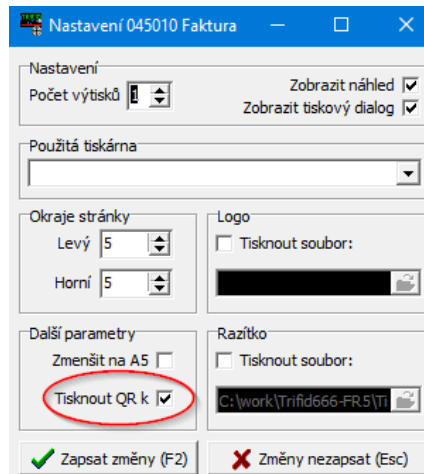 Nastavení 045010 Faktura
Nastavení
Počet výtisků 1
Zobrazit náhled
Zobrazit tiskový dialog
Použitá tiskárna
Okraje stránky
Levý 5
Horní 5
Logo
Tisknout soubor:
Další parametry
Zmenšit na A5
Tisknout QR k
Razítko
Tisknout soubor:
C:\work\Trifid666-FR5\Ti
Zapsat změny (F2)
Změny nezapsat (Esc)